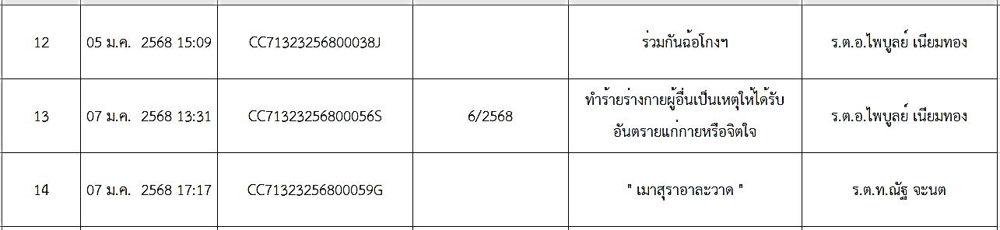 12 05 ม.ค. 2568 15:09 CC71323256800038J ร่วมกันฉ้อโกงฯ ร.ต.อ.ไพบูลย์ เนียมทอง
13 07 ม.ค. 2568 13:31 CC71323256800056S 6/2568 ทำร้ายร่างกายผู้อื่นเป็นเหตุให้ได้รับ
อันตรายแก่กายหรือจิตใจ ร.ต.อ.ไพบูลย์ เนียมทอง
14 07 ม.ค. 2568 17:17 CC71323256800059G " เมาสุราอาละวาด " ร.ต.ท.ณัฐ จะนต